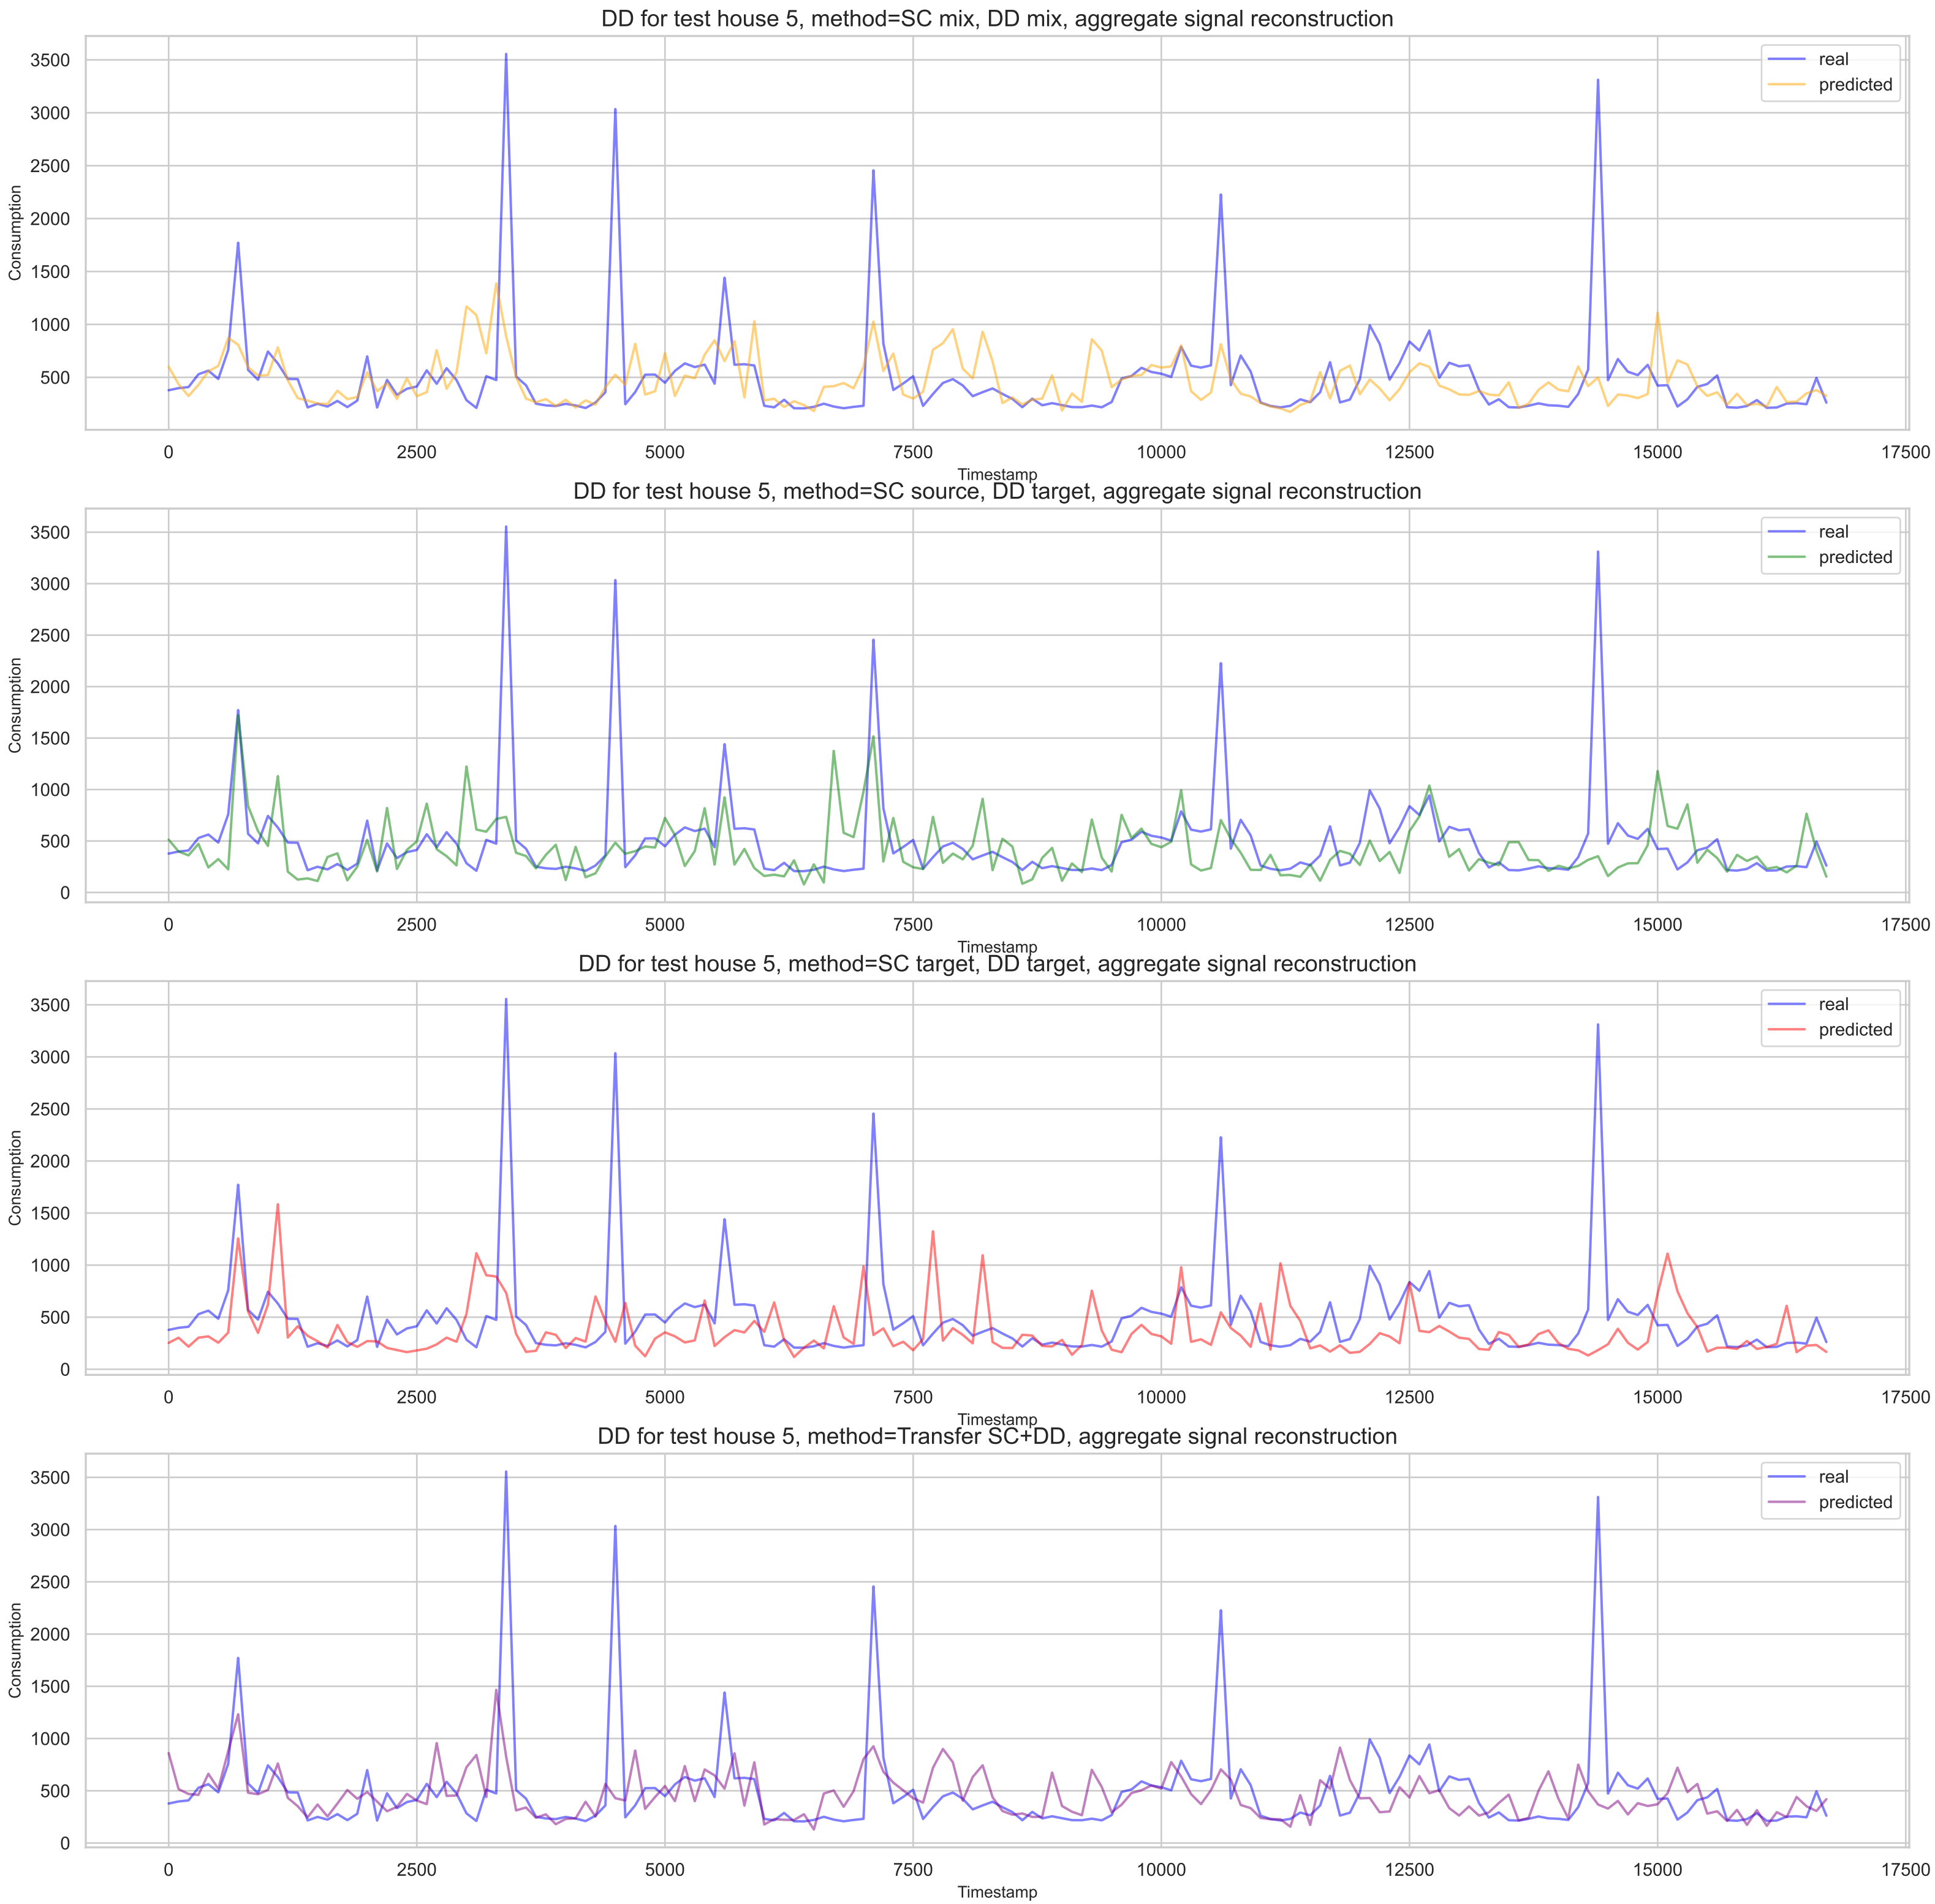 DD for test house 5, method=SC mix, DD mix, aggregate signal reconstruction
3500
3000
2500
2000
1500
1000
500
Consumption
real
predicted
0 2500 5000 7500 10000 12500 15000 17500
Timestamp
DD for test house 5, method=SC source, DD target, aggregate signal reconstruction
3500
3000
2500
2000
1500
1000
500
0
Consumption
real
predicted
0 2500 5000 7500 10000 12500 15000 17500
Timestamp
DD for test house 5, method=SC target, DD target, aggregate signal reconstruction
3500
3000
2500
2000
1500
1000
500
0
Consumption
real
predicted
0 2500 5000 7500 10000 12500 15000 17500
Timestamp
DD for test house 5, method=Transfer SC+DD, aggregate signal reconstruction
3500
3000
2500
2000
1500
1000
500
0
Consumption
real
predicted
0 2500 5000 7500 10000 12500 15000 17500
Timestamp